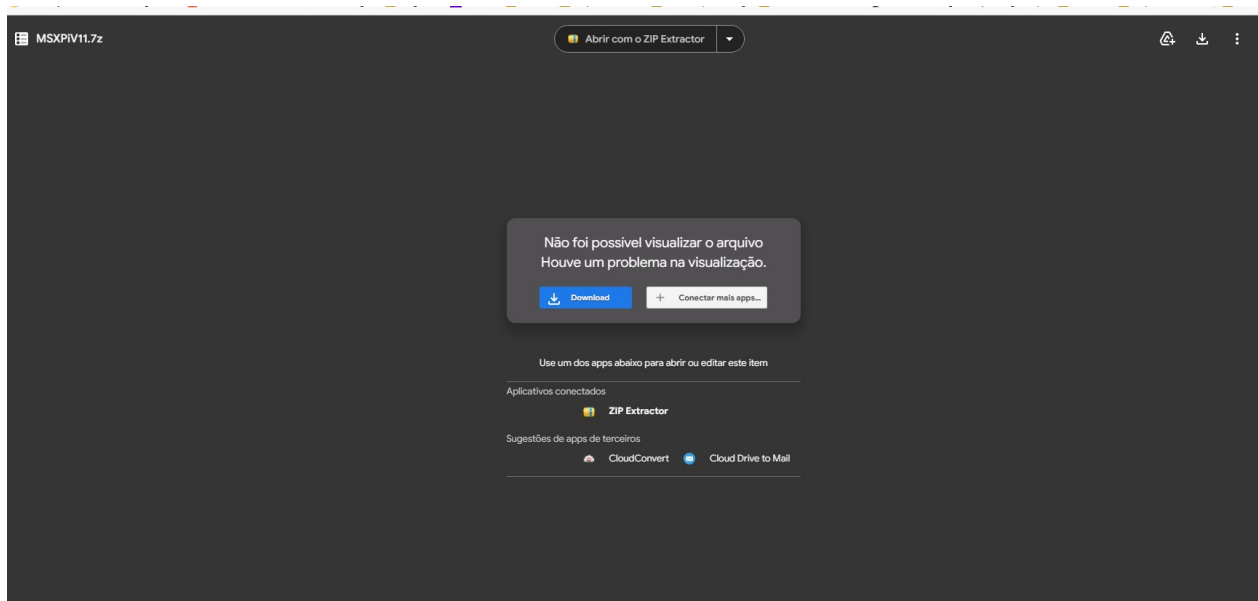 MSXPiV11.7z
Abrir com o ZIP Extractor
Não foi possivel visualizar o arquivo
Houve um problema na visualização.
Download
Conectar mais apps...
Use um dos apps abaixo para abrir ou editar este item
Aplicativos conectados
ZIP Extractor
Sugestões de apps de terceiros
CloudConvert
Cloud Drive to Mail